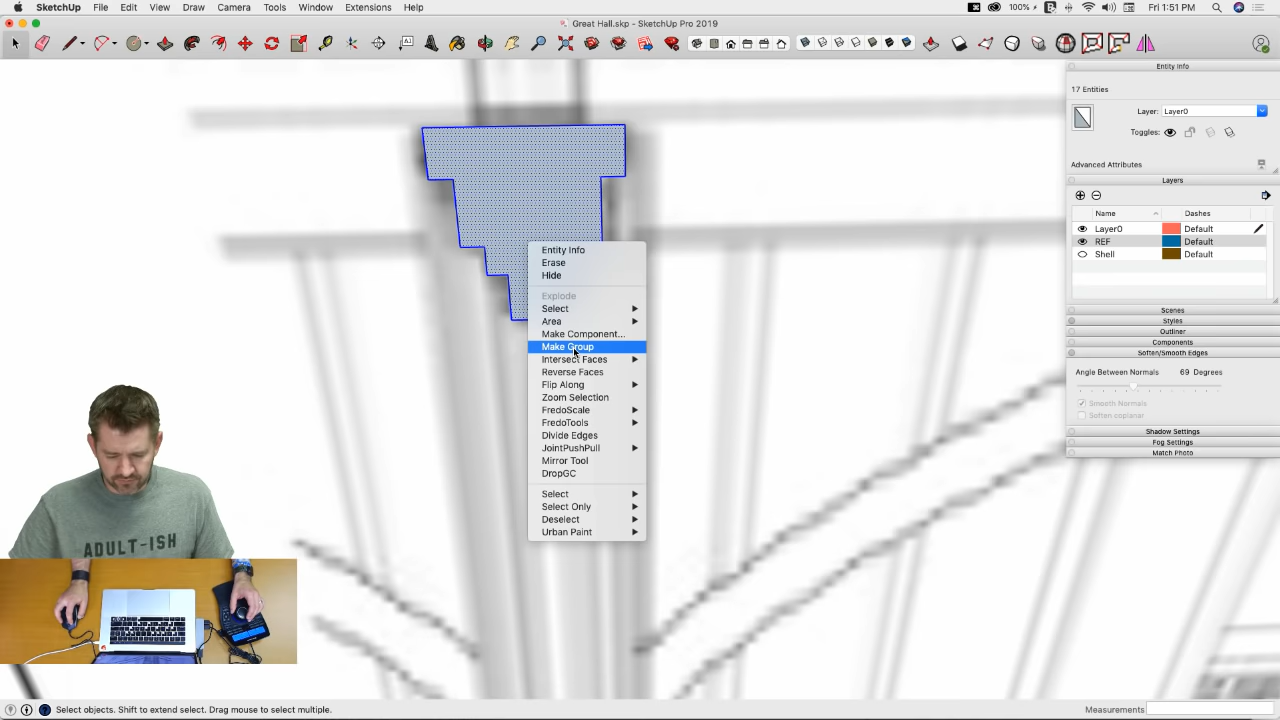 SketchUp File Edit View Draw Camera Tools Window Extensions Help 100% Fri 1:51 PM
Great Hall.skp - SketchUp Pro 2019
Entity Info
17 Entities
Layer: Layer0
Toggles:
Advanced Attributes
Layers
Name Dashes
Layer0 Default
REF Default
Shell Default
Scenes
Styles
Outliner
Components
Soften/Smooth Edges
Angle Between Normals 69 Degrees
Smooth Normals
Soften coplanar
Shadow Settings
Fog Settings
Match Photo
Entity Info
Erase
Hide
Explode
Select
Area
Make Component...
Make Group
Intersect Faces
Reverse Faces
Flip Along
Zoom Selection
FredoScale
FredoTools
Divide Edges
JointPushPull
Mirror Tool
DropGC
Select
Select Only
Deselect
Urban Paint
ADULT-ISH
Select objects. Shift to extend select. Drag mouse to select multiple.
Measurements